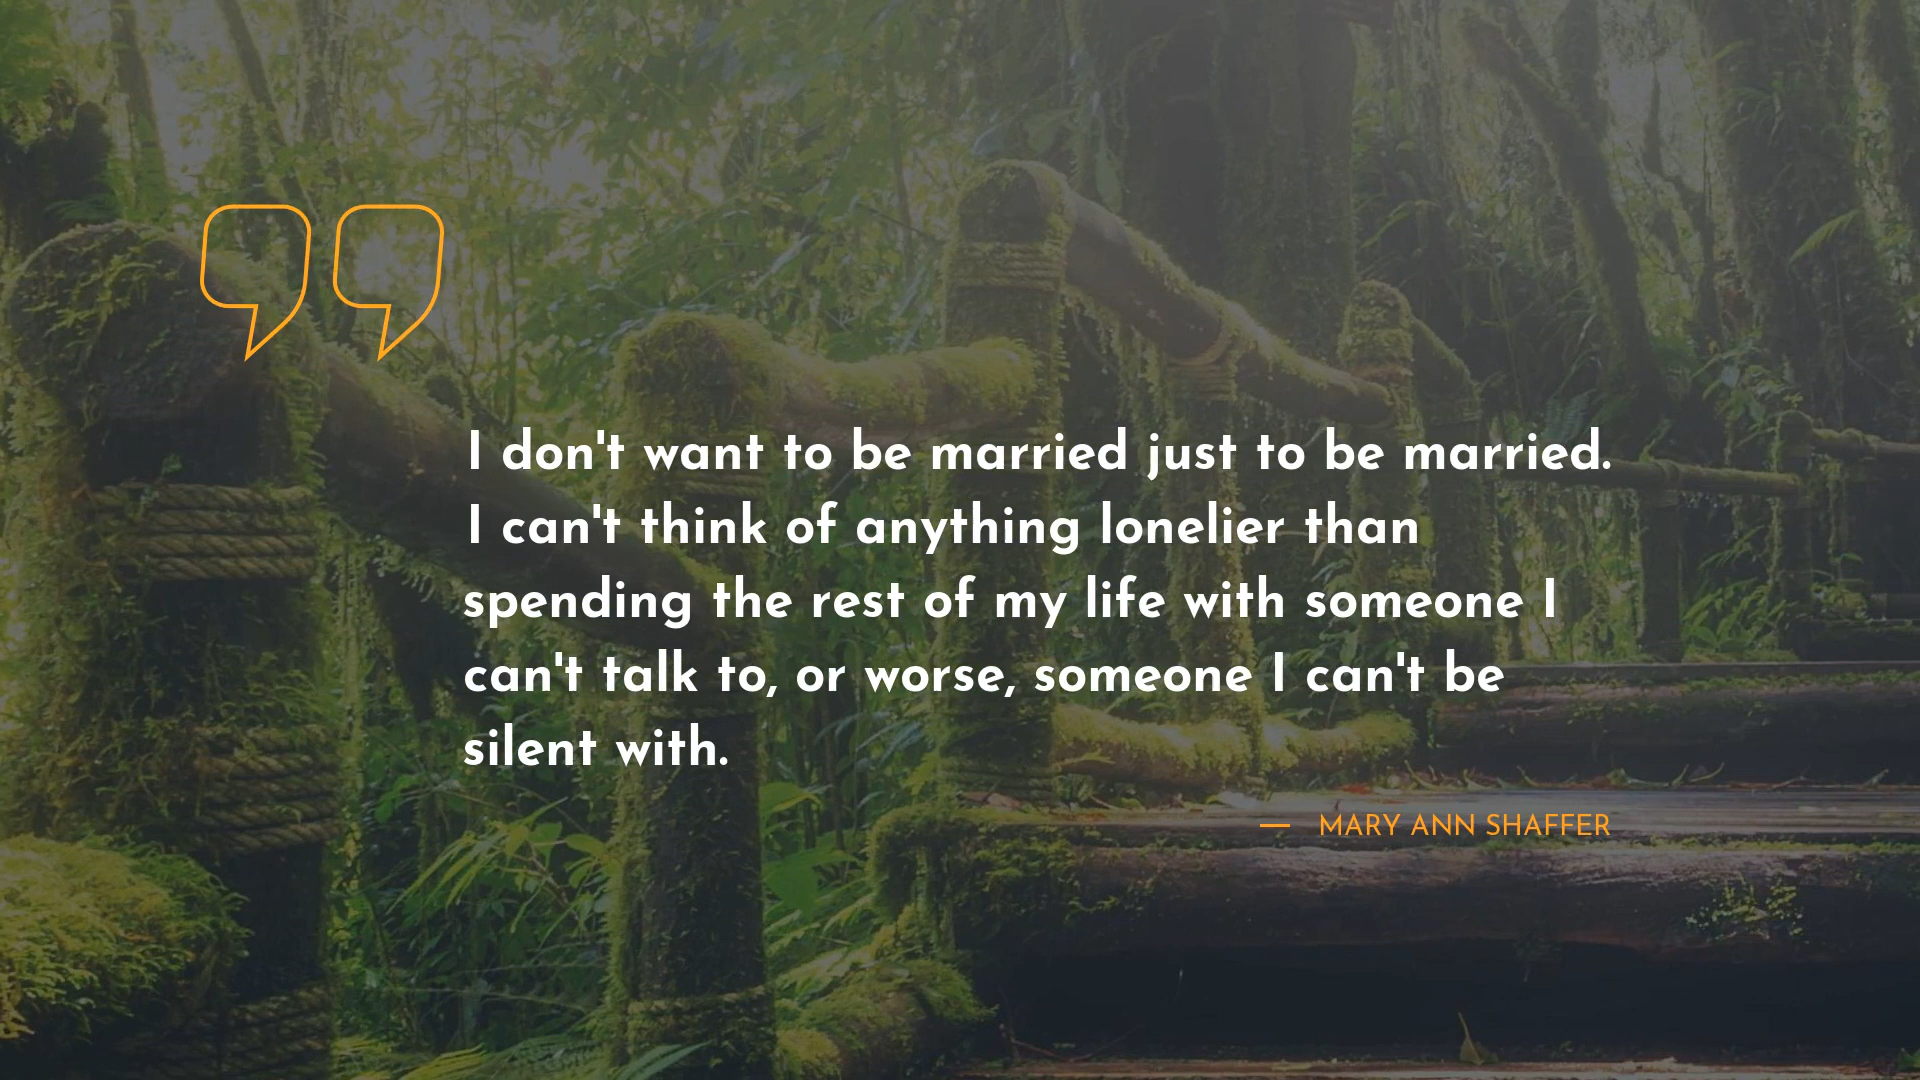 I don't want to be married just to be married.
I can't think of anything lonelier than
spending the rest of my life with someone I
can't talk to, or worse, someone I can't be
silent with.
— MARY ANN SHAFFER